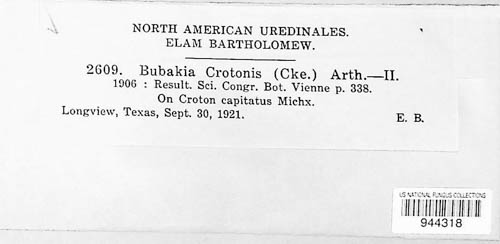 NORTH AMERICAN UREDINALES.
ELAM BARTHOLOMEW.
2609. Bubakia Crotonis (Cke.) Arth.—II.
1906 : Result. Sci. Congr. Bot. Vienne p. 338.
On Croton capitatus Michx.
Longview, Texas, Sept. 30, 1921. E. B.
US NATIONAL FUNGUS COLLECTIONS
944318